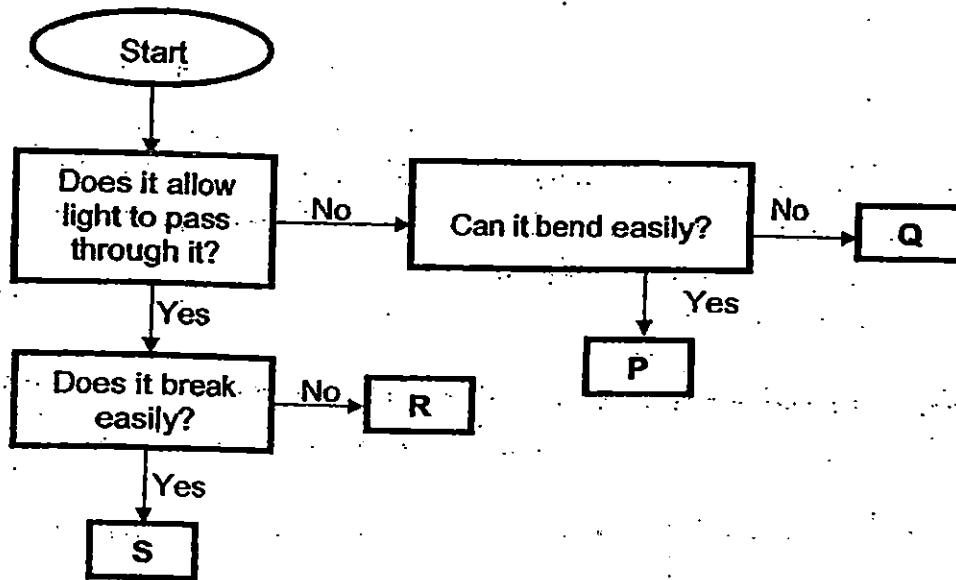 Start
Does it allow
light to pass
through it?
No
Can it bend easily?
No
Q
Yes
Yes
P
Does it break
easily?
No
R
Yes
S